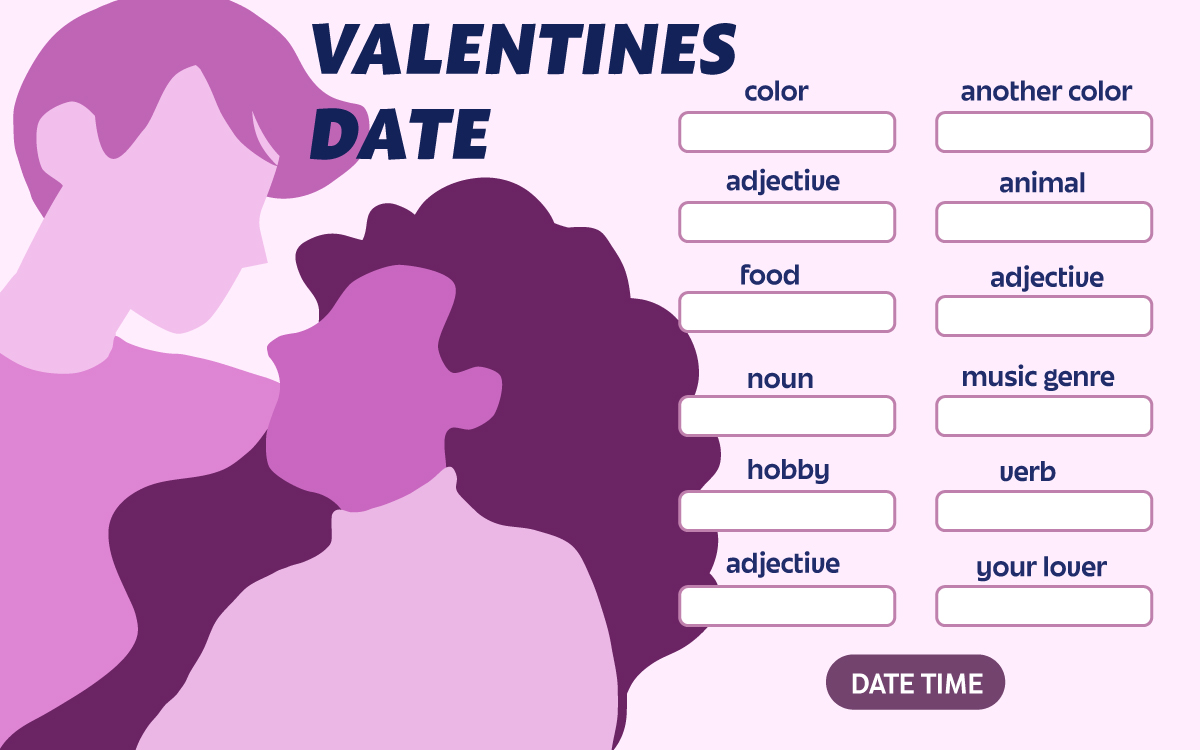 VALENTINES
DATE
color
another color
adjective
animal
food
adjective
noun
music genre
hobby
verb
adjective
your lover
DATE TIME